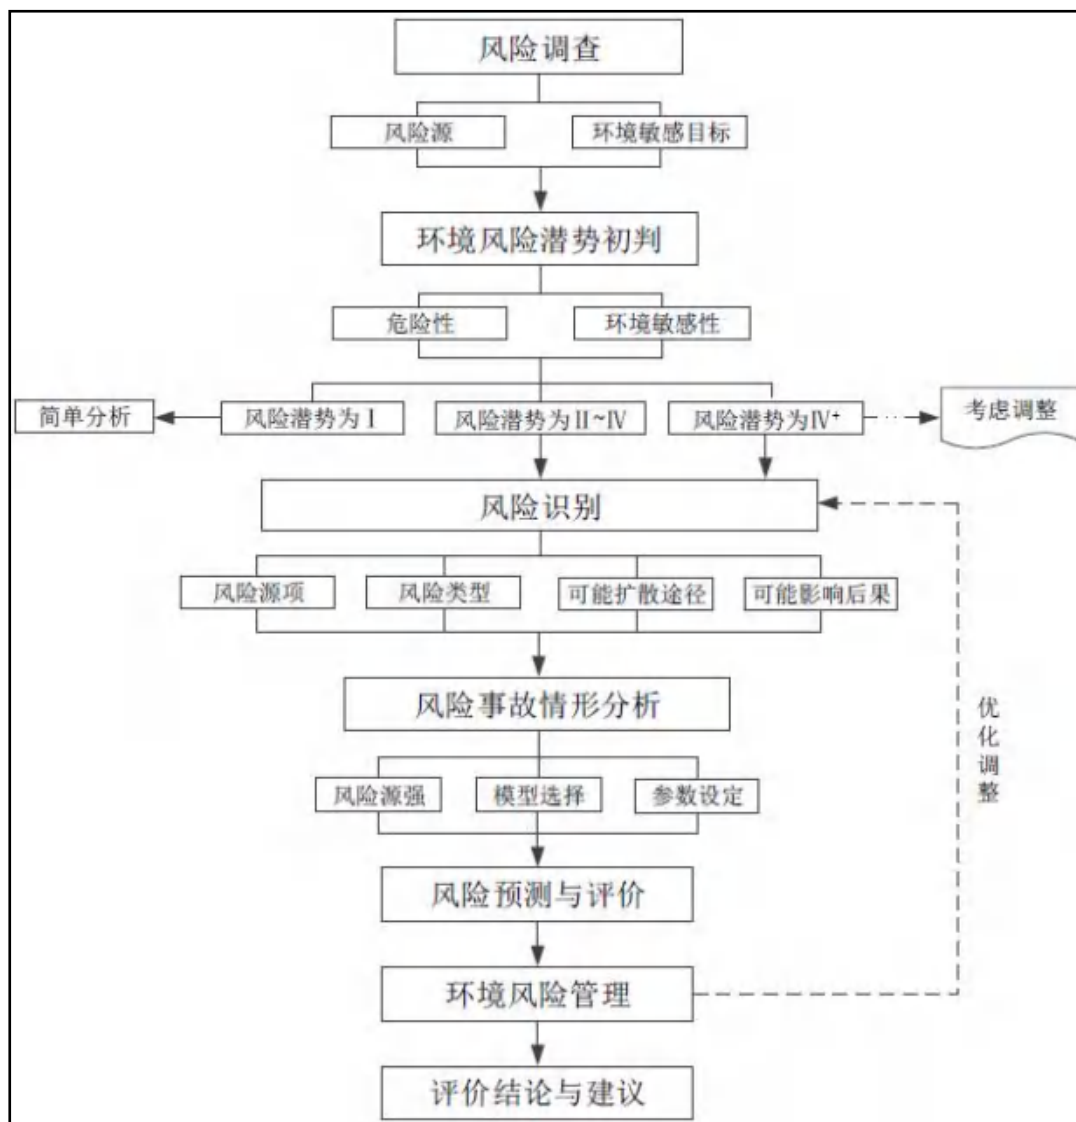 风险调查
风险源
环境敏感目标
环境风险潜势初判
危险性
环境敏感性
简单分析
风险潜势为Ⅰ
风险潜势为Ⅱ~Ⅳ
风险潜势为Ⅳ⁺
考虑调整
风险识别
风险源项
风险类型
可能扩散途径
可能影响后果
风险事故情形分析
优化调整
风险源强
模型选择
参数设定
风险预测与评价
环境风险管理
评价结论与建议